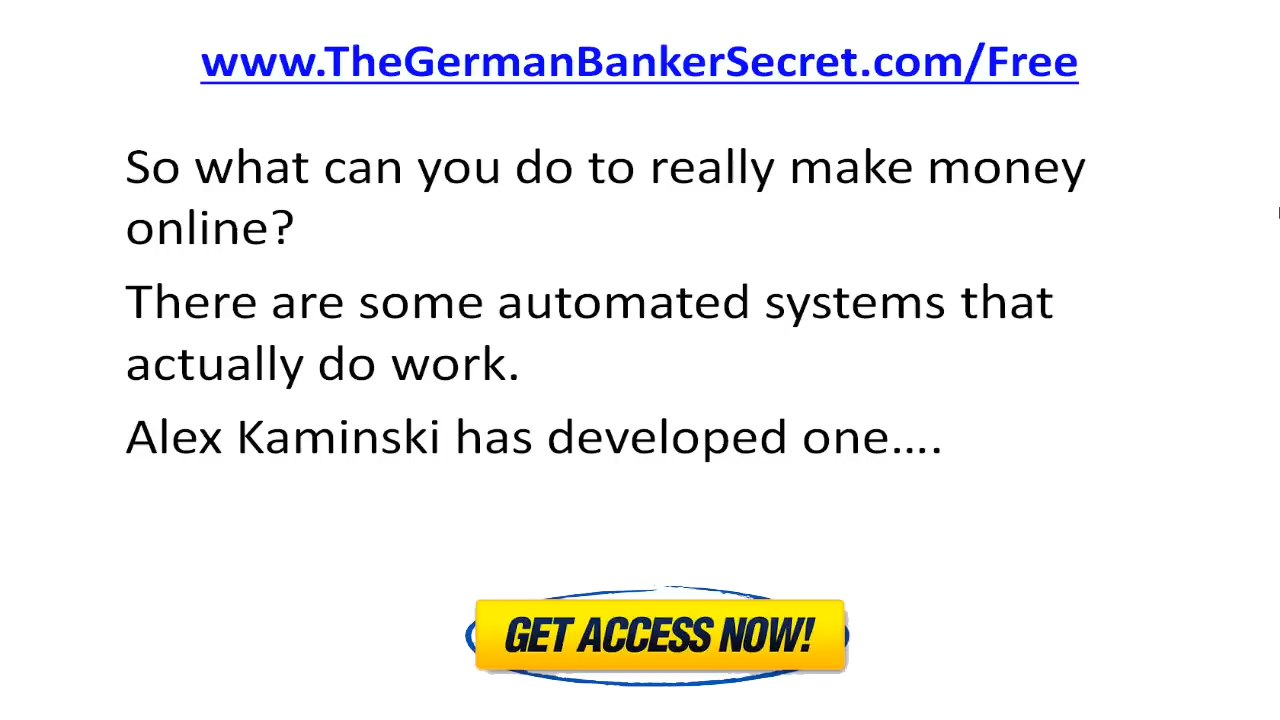 www.TheGermanBankerSecret.com/Free
So what can you do to really make money
online?
There are some automated systems that
actually do work.
Alex Kaminski has developed one....
GET ACCESS NOW!